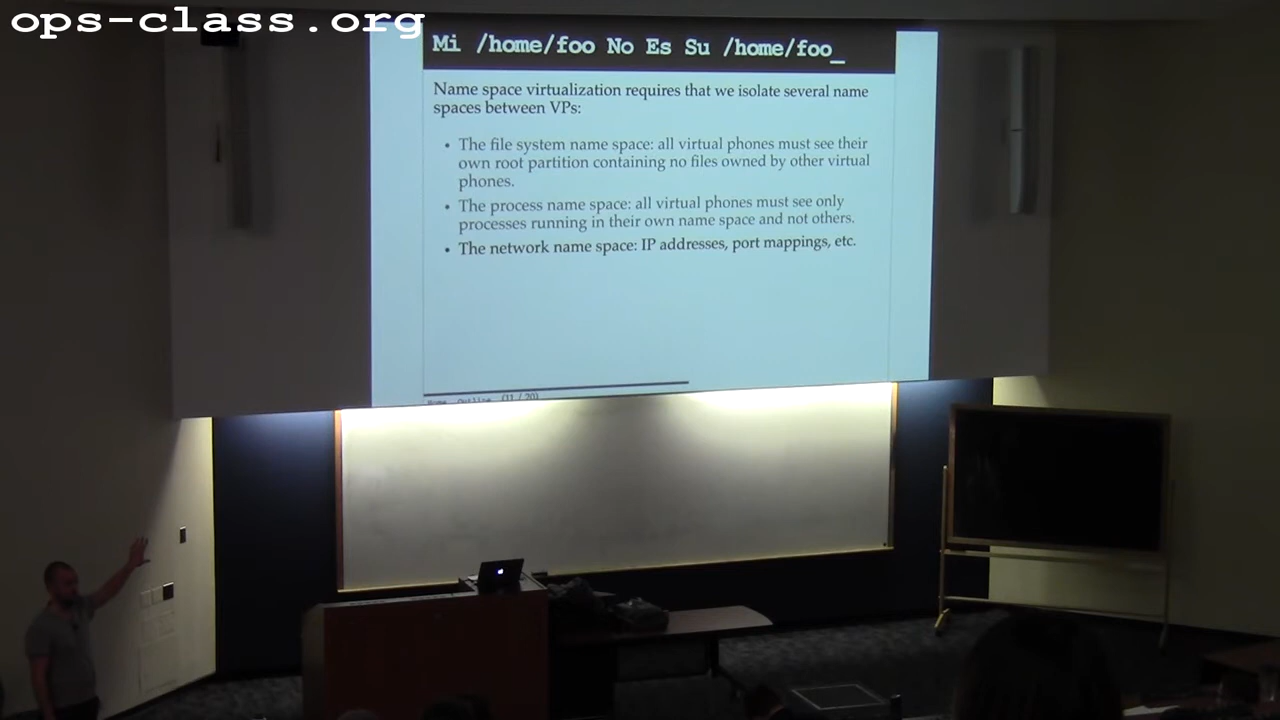 ops-class.org
Mi /home/foo No Es Su /home/foo_
Name space virtualization requires that we isolate several name
spaces between VPs:
• The file system name space: all virtual phones must see their
own root partition containing no files owned by other virtual
phones.
• The process name space: all virtual phones must see only
processes running in their own name space and not others.
• The network name space: IP addresses, port mappings, etc.
Outline (11 / 20)